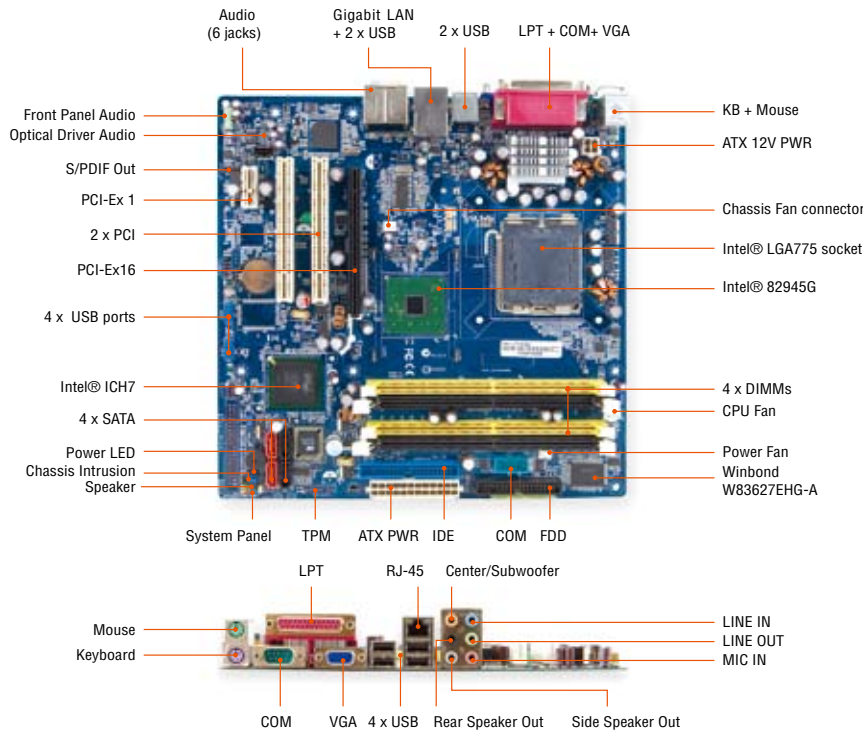 Audio
(6 jacks)
Gigabit LAN
+ 2 x USB
2 x USB
LPT + COM+ VGA
Front Panel Audio
Optical Driver Audio
S/PDIF Out
PCI-Ex 1
2 x PCI
PCI-Ex16
4 x USB ports
Intel® ICH7
4 x SATA
Power LED
Chassis Intrusion
Speaker
KB + Mouse
ATX 12V PWR
Chassis Fan connector
Intel® LGA775 socket
Intel® 82945G
4 x DIMMs
CPU Fan
Power Fan
Winbond
W83627EHG-A
System Panel
TPM
ATX PWR
IDE
COM
FDD
LPT
RJ-45
Center/Subwoofer
Mouse
Keyboard
LINE IN
LINE OUT
MIC IN
COM
VGA
4 x USB
Rear Speaker Out
Side Speaker Out